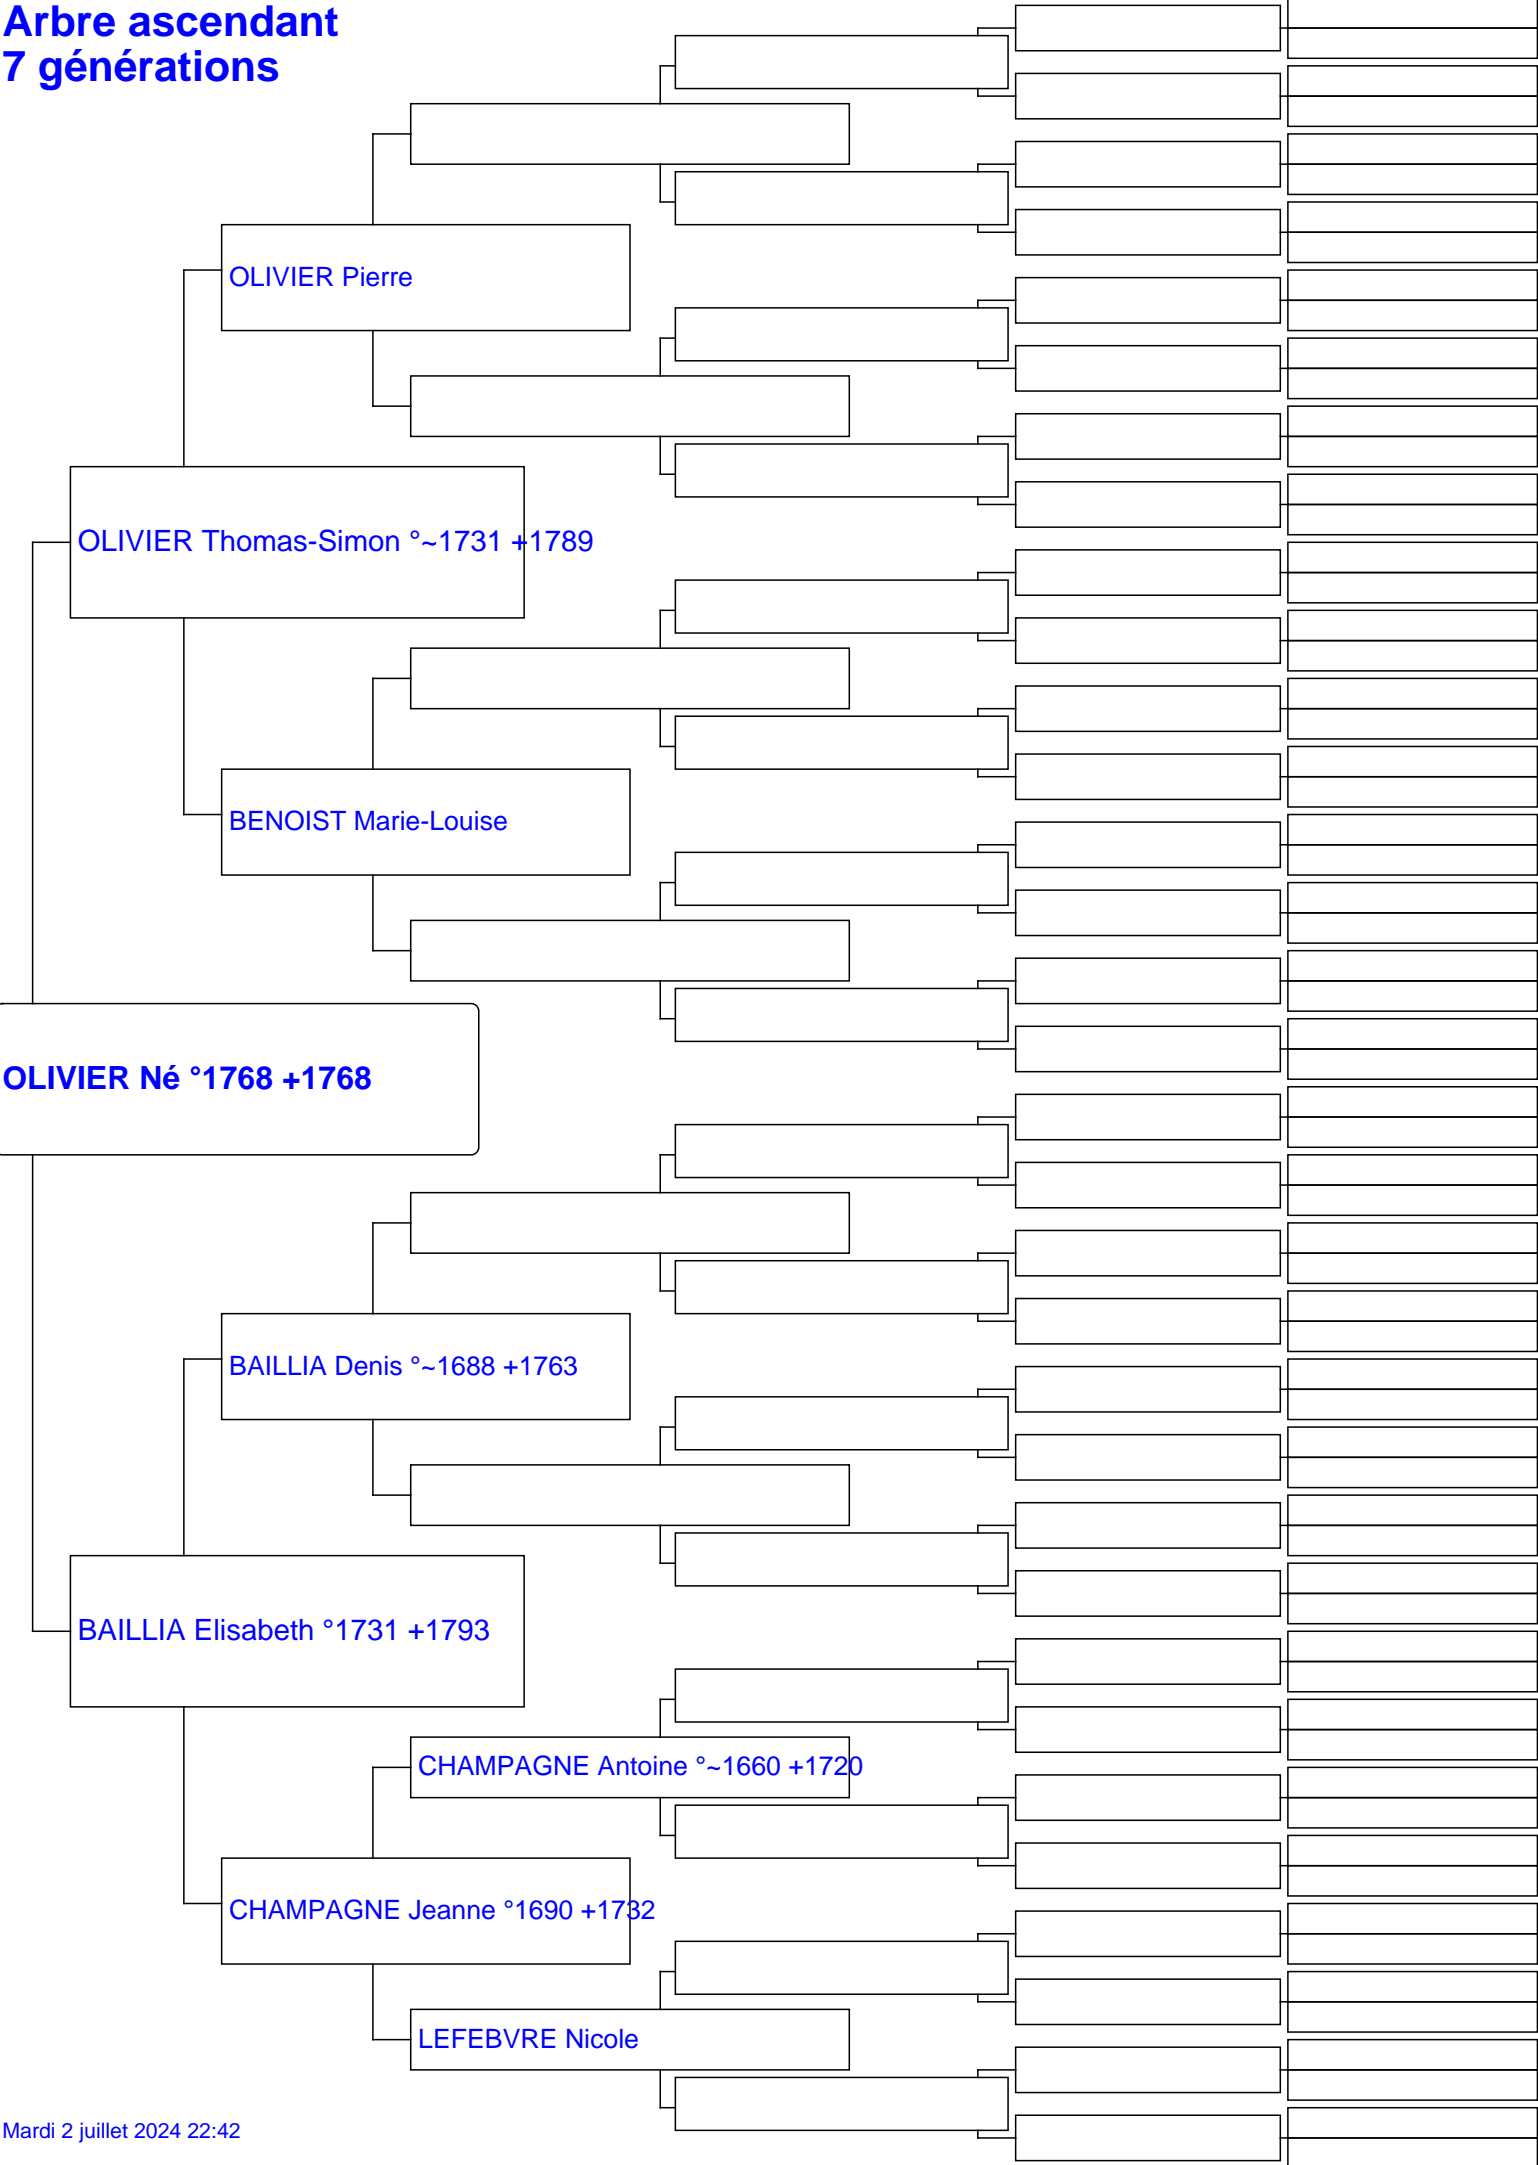 Arbre ascendant
7 générations
OLIVIER Pierre
OLIVIER Thomas-Simon °~1731 +1789
BENOIST Marie-Louise
OLIVIER Né °1768 +1768
BAILLIA Denis °~1688 +1763
BAILLIA Elisabeth °1731 +1793
CHAMPAGNE Antoine °~1660 +1720
CHAMPAGNE Jeanne °1690 +1732
LEFEBVRE Nicole
Mardi 2 juillet 2024 22:42